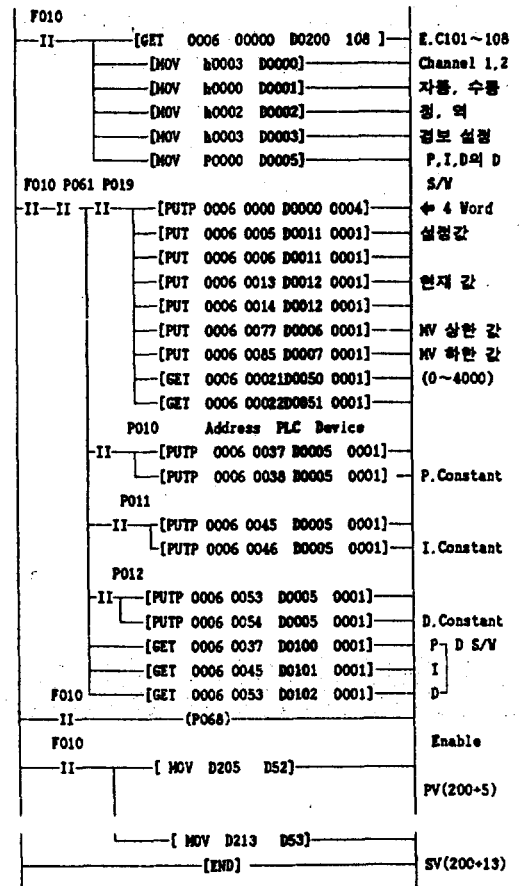 F010
[GET 0006 00000 D0200 108 ] E.C101~108
[MOV h0003 D0000] Channel 1,2
[MOV h0000 D0001] 자동, 수동
[MOV h0002 D0002] 정, 역
[MOV h0003 D0003] 경보 설정
[MOV P0000 D0005] P,I,D의 D
S/W
F010 P061 P019
[PUTP 0006 0000 D0000 0004] ← 4 Word
[PUT 0006 0005 D0011 0001] 설정값
[PUT 0006 0006 D0011 0001]
[PUT 0006 0013 D0012 0001] 현재 값
[PUT 0006 0014 D0012 0001]
[PUT 0006 0077 D0006 0001] MV 상한 값
[PUT 0006 0085 D0007 0001] MV 하한 값
[GET 0006 00021D0050 0001] (0~4000)
[GET 0006 00022D0051 0001]
P010 Address PLC Device
[PUTP 0006 0037 D0005 0001]
[PUTP 0006 0038 D0005 0001] P.Constant
P011
[PUTP 0006 0045 D0005 0001]
[PUTP 0006 0046 D0005 0001] I.Constant
P012
[PUTP 0006 0053 D0005 0001]
[PUTP 0006 0054 D0005 0001] D.Constant
[GET 0006 0037 D0100 0001] P D S/W
[GET 0006 0045 D0101 0001] I
[GET 0006 0053 D0102 0001] D
F010
(P068)
F010 Enable
[ MOV D205 D52]
PV(200+5)
[ MOV D213 D53]
[END] SV(200+13)